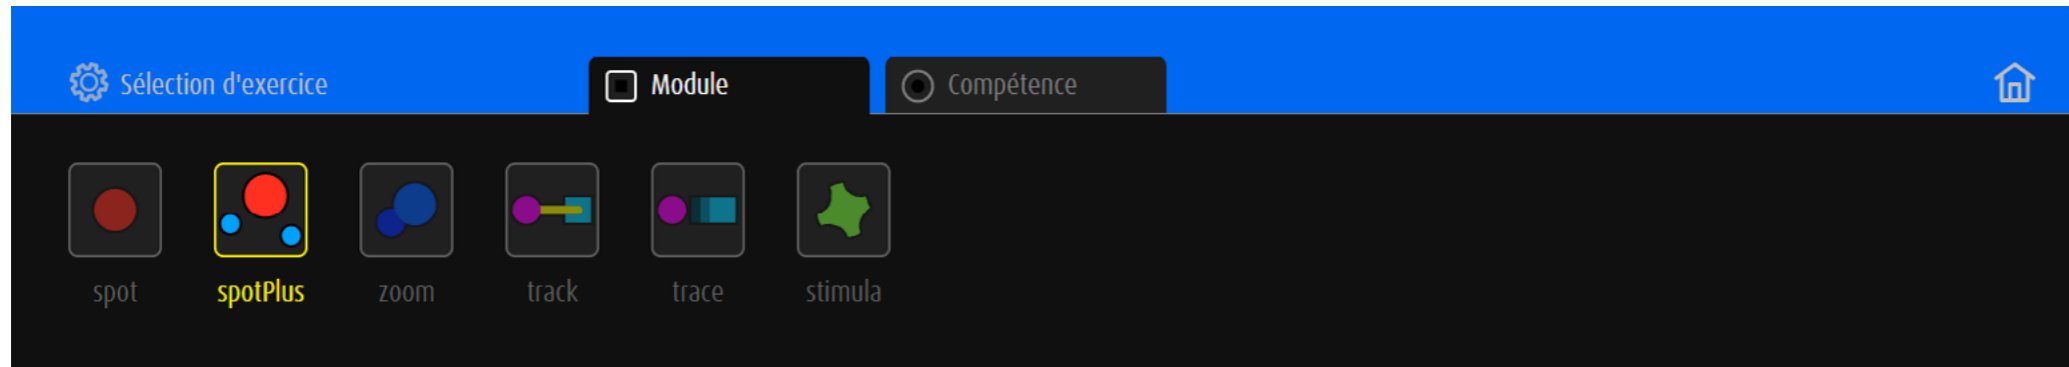 Sélection d'exercice Module Compétence
spot spotPlus zoom track trace stimula